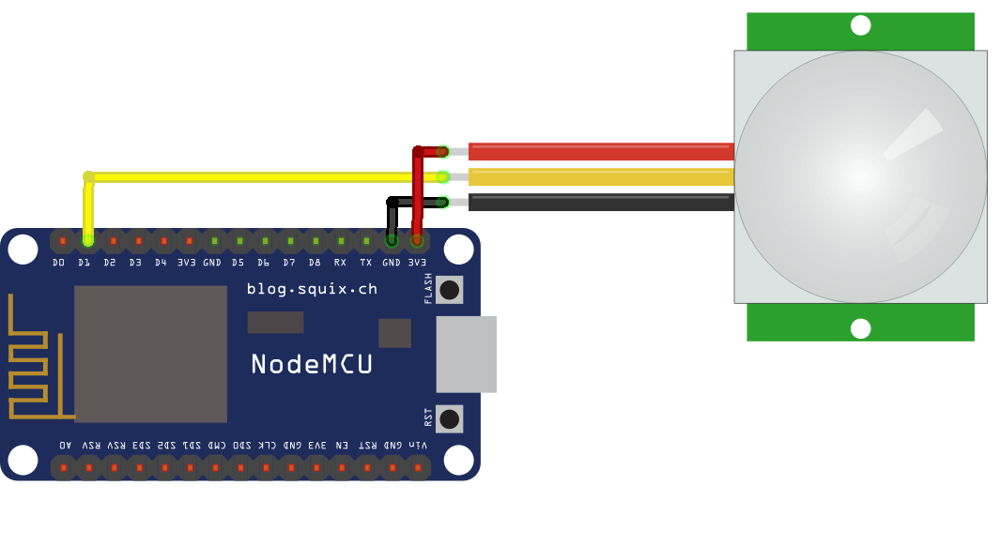 D0 D1 D2 D3 D4 3V3 GND D5 D6 D7 D8 RX TX GND 3V3
blog.squix.ch
FLASH
NodeMCU
RST
A0 RSV RSV SD3 SD2 SD1 CMD SD0 CLK GND 3V3 EN RST GND Vin